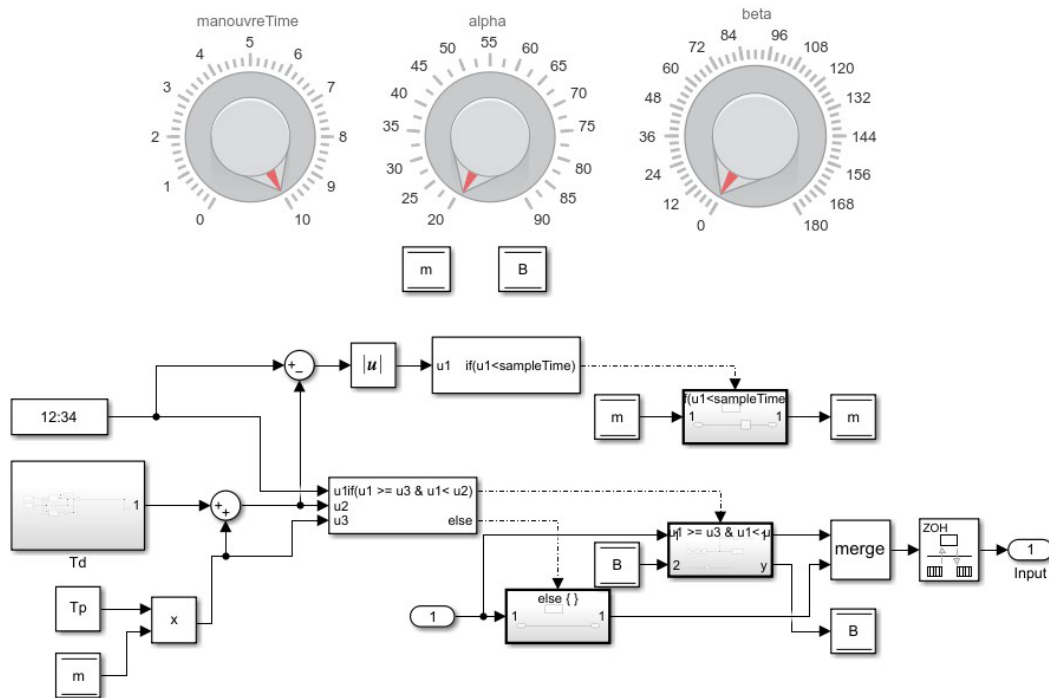 manouvreTime
alpha
beta
0
1
2
3
4
5
6
7
8
9
10
20
25
30
35
40
45
50
55
60
65
70
75
80
85
90
0
12
24
36
48
60
72
84
96
108
120
132
144
156
168
180
m
B
+
−
|u|
u1 if(u1<sampleTime)
f(u1<sampleTime
1 1
m
m
12:34
1
Td
+
+
u1if(u1 >= u3 & u1< u2)
u2
u3 else
u1 >= u3 & u1< u
2 y
B
merge
ZOH
1
Input
Tp
x
m
1
else { }
1 1
B